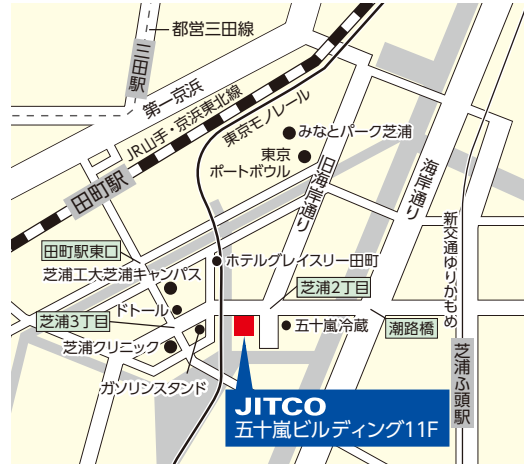 都営三田線
三田駅
第一京浜
JR山手・京浜東北線
東京モノレール
みなとパーク芝浦
東京
ポートボウル
田町駅
旧海岸通り
海岸通り
新交通ゆりかもめ
田町駅東口
ホテルグレイスリー田町
芝浦工大芝浦キャンパス
芝浦2丁目
ドトール
芝浦3丁目
五十嵐冷蔵
潮路橋
芝浦クリニック
芝浦ふ頭駅
ガソリンスタンド
JITCO
五十嵐ビルディング11F